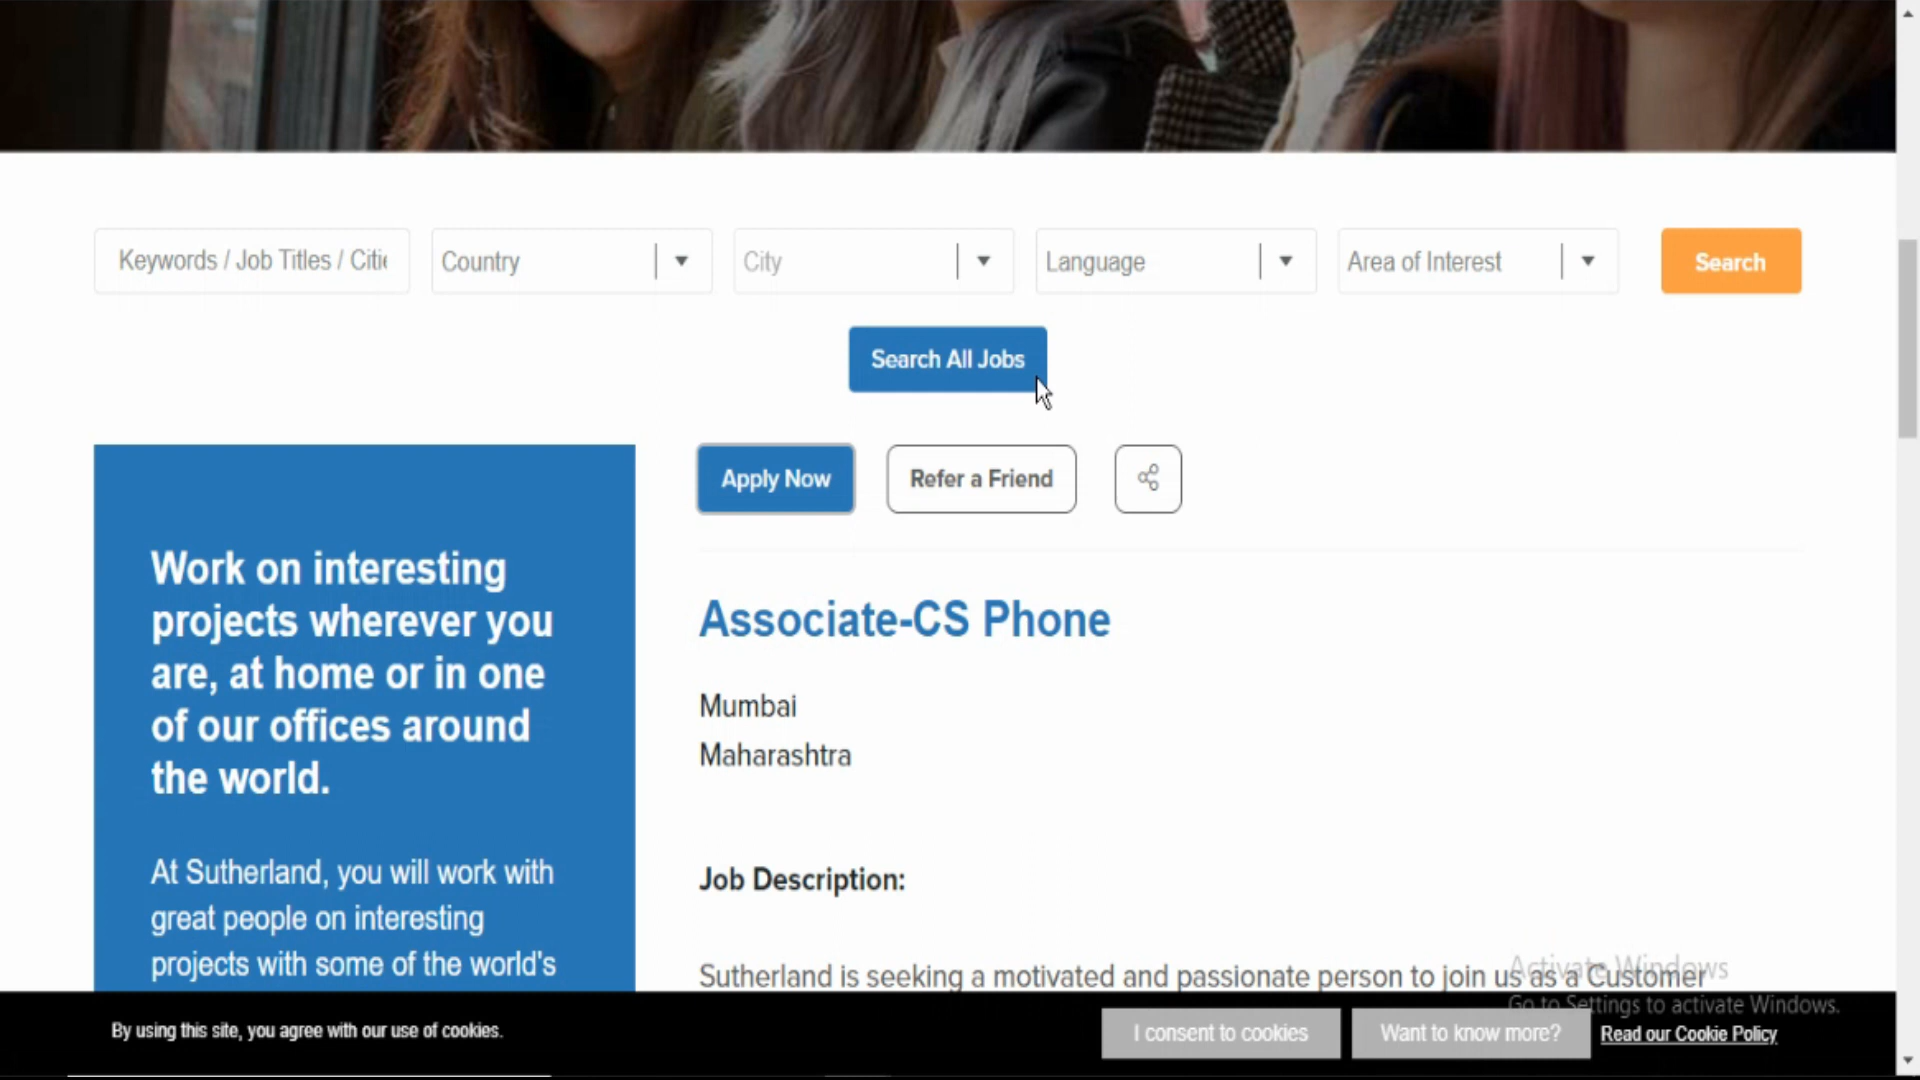 Keywords / Job Titles / Citie
Country
City
Language
Area of Interest
Search
Search All Jobs
Apply Now
Refer a Friend
Work on interesting
projects wherever you
are, at home or in one
of our offices around
the world.
At Sutherland, you will work with
great people on interesting
projects with some of the world's
Associate-CS Phone
Mumbai
Maharashtra
Job Description:
Sutherland is seeking a motivated and passionate person to join us as a Customer
Activate Windows
Go to Settings to activate Windows.
By using this site, you agree with our use of cookies.
I consent to cookies
Want to know more?
Read our Cookie Policy